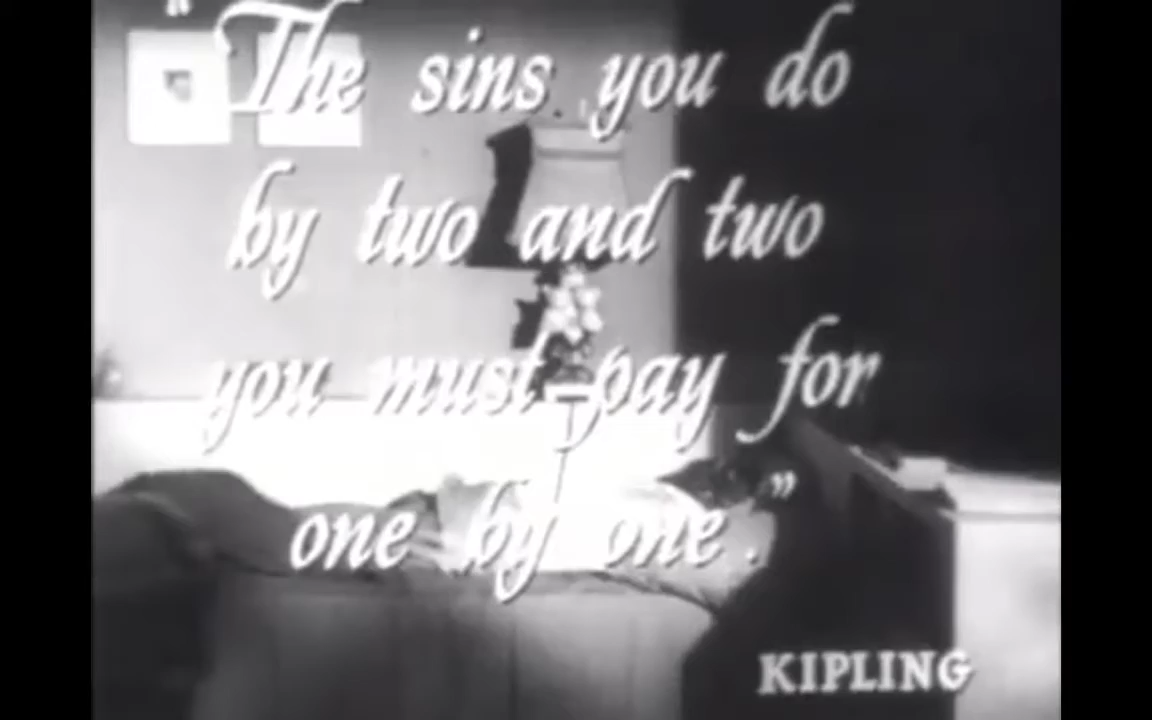 "The sins you do
by two and two
you must pay for
one by one."
KIPLING